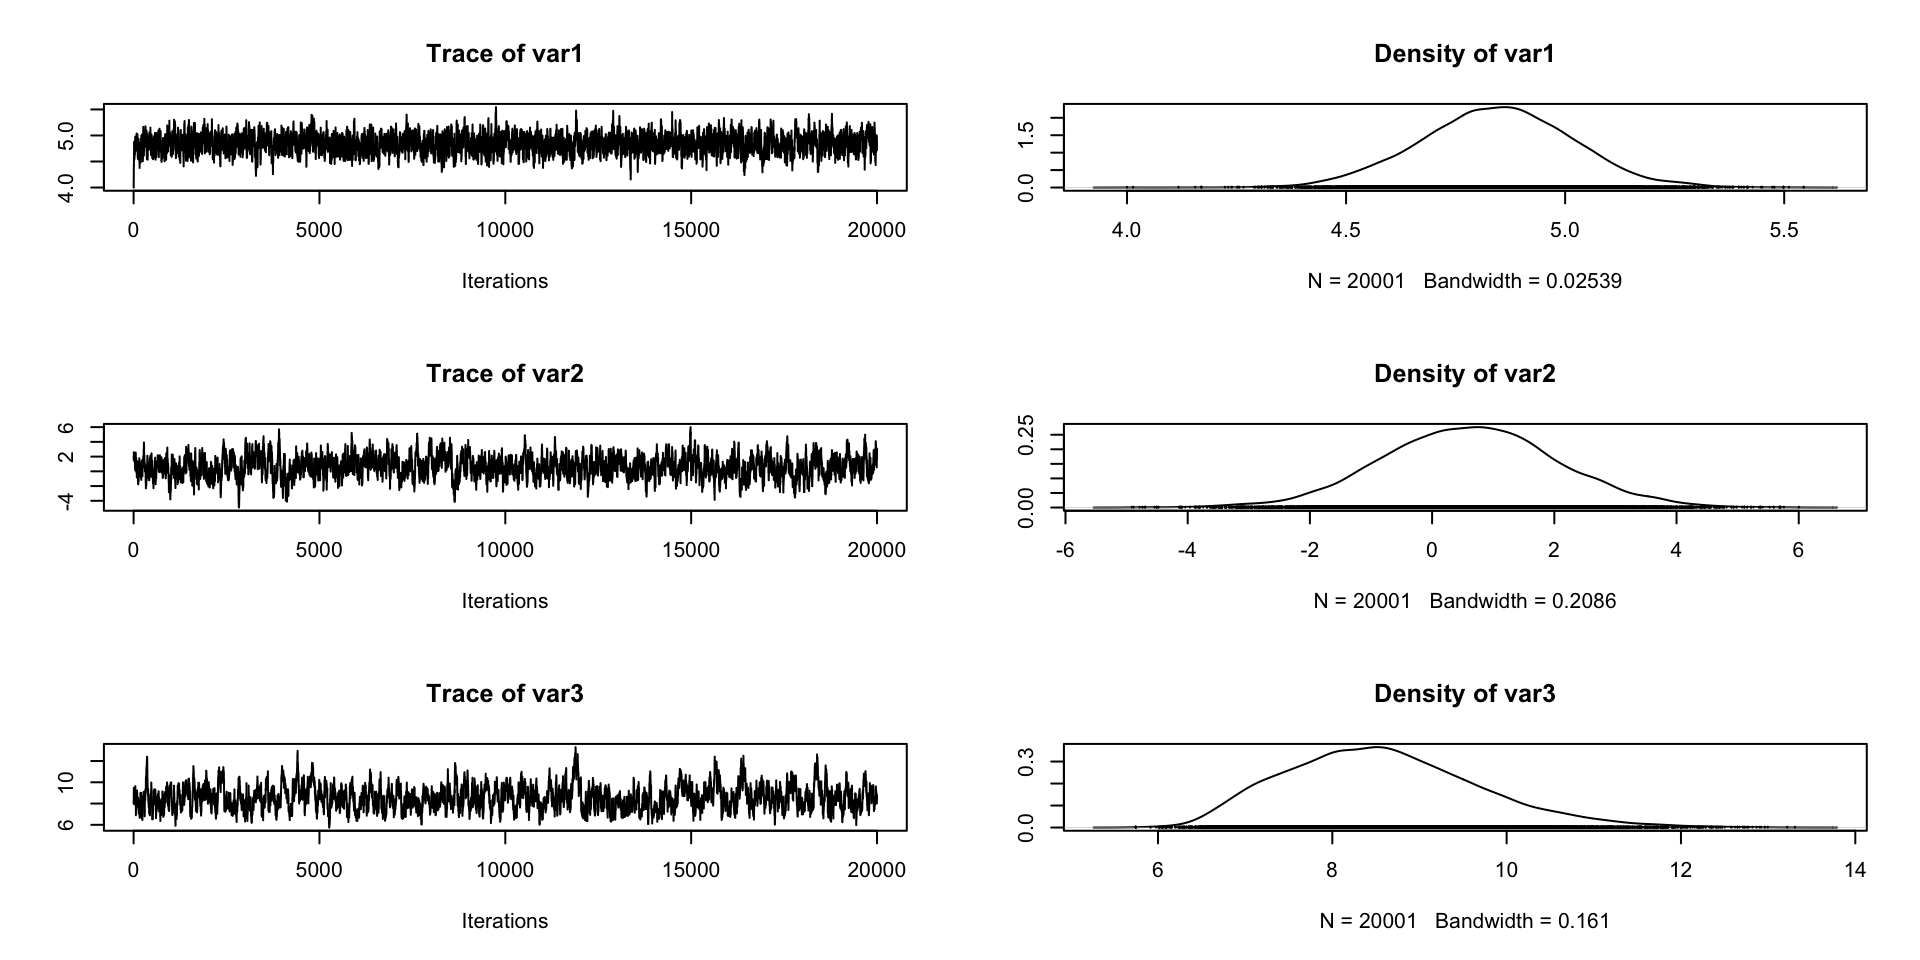 Trace of var1
5.0
4.0
0 5000 10000 15000 20000
Iterations
Density of var1
1.5
0.0
4.0 4.5 5.0 5.5
N = 20001 Bandwidth = 0.02539
Trace of var2
6
2
-4
0 5000 10000 15000 20000
Iterations
Density of var2
0.25
0.00
-6 -4 -2 0 2 4 6
N = 20001 Bandwidth = 0.2086
Trace of var3
10
6
0 5000 10000 15000 20000
Iterations
Density of var3
0.3
0.0
6 8 10 12 14
N = 20001 Bandwidth = 0.161